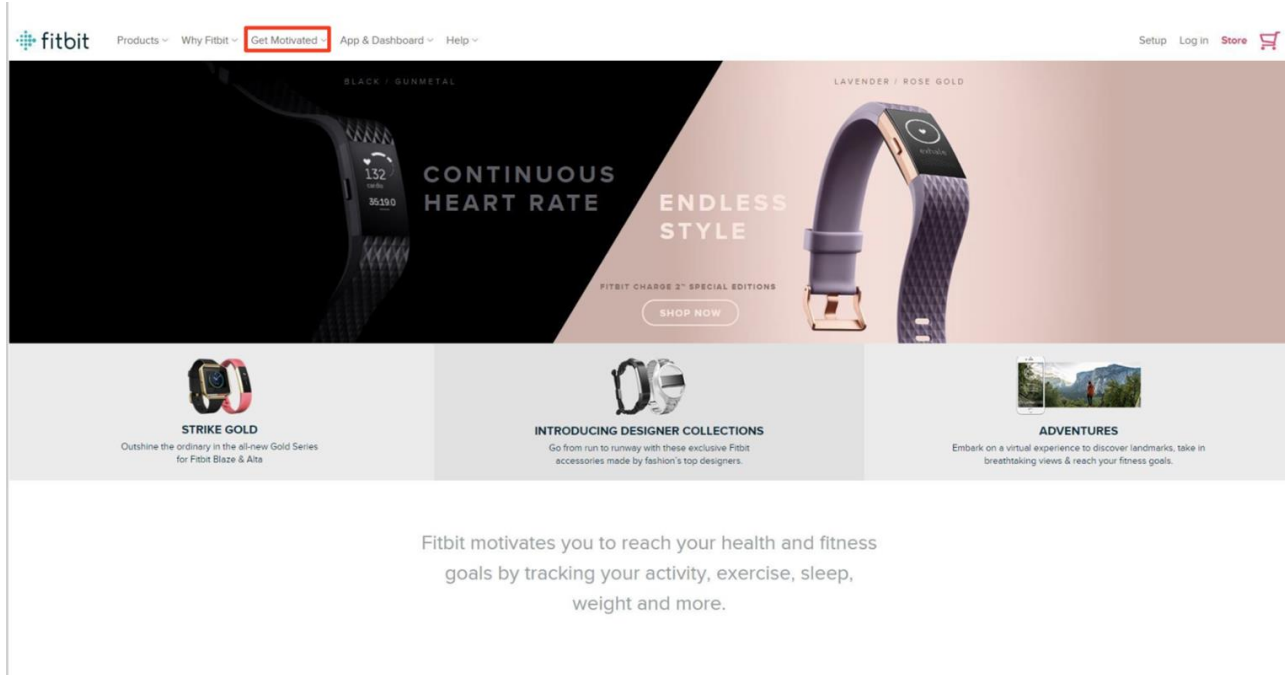 fitbit Products Why Fitbit Get Motivated App & Dashboard Help Setup Log in Store
BLACK / GUNMETAL
LAVENDER / ROSE GOLD
132
cardio
36:19.0
exhale
CONTINUOUS
HEART RATE
ENDLESS
STYLE
FITBIT CHARGE 2™ SPECIAL EDITIONS
SHOP NOW
STRIKE GOLD
Outshine the ordinary in the all-new Gold Series
for Fitbit Blaze & Alta
INTRODUCING DESIGNER COLLECTIONS
Go from run to runway with these exclusive Fitbit
accessories made by fashion's top designers.
ADVENTURES
Embark on a virtual experience to discover landmarks, take in
breathtaking views & reach your fitness goals.
Fitbit motivates you to reach your health and fitness
goals by tracking your activity, exercise, sleep,
weight and more.